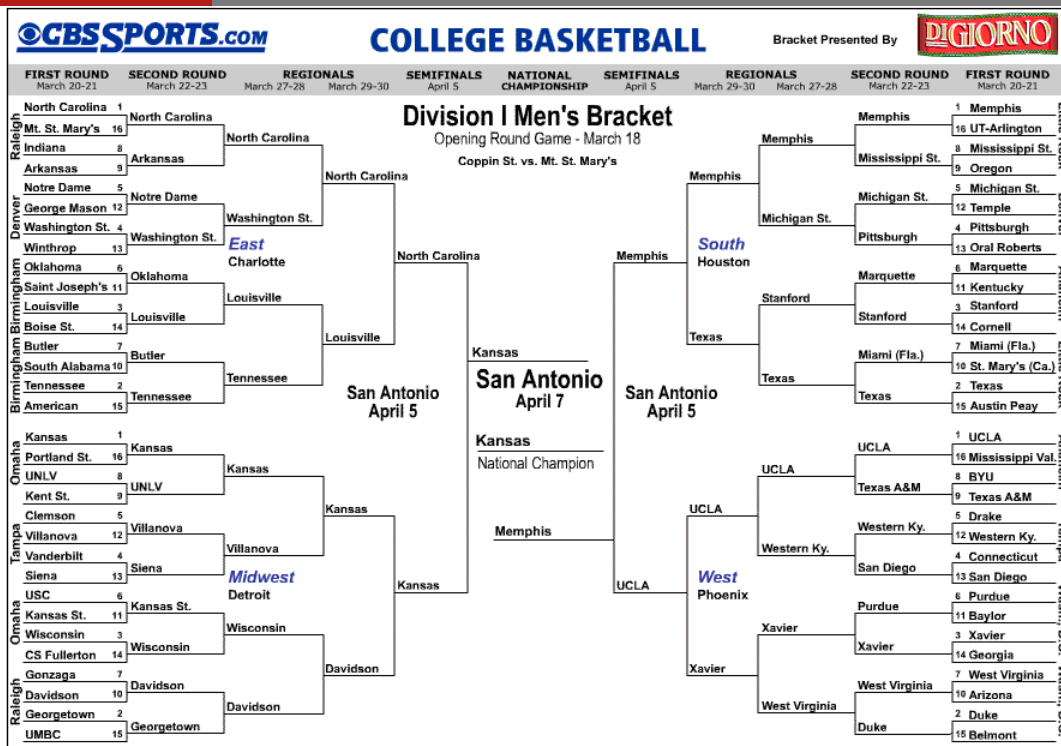 CBSSPORTS.COM
COLLEGE BASKETBALL
Bracket Presented By
DIGIORNO
FIRST ROUND SECOND ROUND REGIONALS SEMIFINALS NATIONAL CHAMPIONSHIP SEMIFINALS REGIONALS SECOND ROUND FIRST ROUND
March 20-21 March 22-23 March 27-28 March 29-30 April 5 April 5 March 29-30 March 27-28 March 22-23 March 20-21
Division I Men's Bracket
Opening Round Game - March 18
Coppin St. vs. Mt. St. Mary's
Raleigh
North Carolina 1
Mt. St. Mary's 16
Indiana 8
Arkansas 9
Denver
Notre Dame 5
George Mason 12
Washington St. 4
Winthrop 13
Birmingham
Oklahoma 6
Saint Joseph's 11
Louisville 3
Boise St. 14
Birmingham
Butler 7
South Alabama 10
Tennessee 2
American 15
Omaha
Kansas 1
Portland St. 16
UNLV 8
Kent St. 9
Tampa
Clemson 5
Villanova 12
Vanderbilt 4
Siena 13
Omaha
USC 6
Kansas St. 11
Wisconsin 3
CS Fullerton 14
Raleigh
Gonzaga 7
Davidson 10
Georgetown 2
UMBC 15
North Carolina
Arkansas
Notre Dame
Washington St.
Oklahoma
Louisville
Butler
Tennessee
Kansas
UNLV
Villanova
Siena
Kansas St.
Wisconsin
Davidson
Georgetown
North Carolina
Washington St.
East
Charlotte
Louisville
Tennessee
Kansas
Villanova
Midwest
Detroit
Wisconsin
Davidson
North Carolina
Louisville
Kansas
Davidson
North Carolina
San Antonio
April 5
Kansas
Kansas
San Antonio
April 7
Kansas
National Champion
Memphis
Memphis
San Antonio
April 5
UCLA
Memphis
Texas
UCLA
Xavier
Memphis
Michigan St.
South
Houston
Stanford
Texas
UCLA
Western Ky.
West
Phoenix
Xavier
West Virginia
Memphis
Mississippi St.
Michigan St.
Pittsburgh
Marquette
Stanford
Miami (Fla.)
Texas
UCLA
Texas A&M
Western Ky.
San Diego
Purdue
Xavier
West Virginia
Duke
1 Memphis
16 UT-Arlington
8 Mississippi St.
9 Oregon
5 Michigan St.
12 Temple
4 Pittsburgh
13 Oral Roberts
6 Marquette
11 Kentucky
3 Stanford
14 Cornell
7 Miami (Fla.)
10 St. Mary's (Ca.)
2 Texas
15 Austin Peay
1 UCLA
16 Mississippi Val.
8 BYU
9 Texas A&M
5 Drake
12 Western Ky.
4 Connecticut
13 San Diego
6 Purdue
11 Baylor
3 Xavier
14 Georgia
7 West Virginia
10 Arizona
2 Duke
15 Belmont